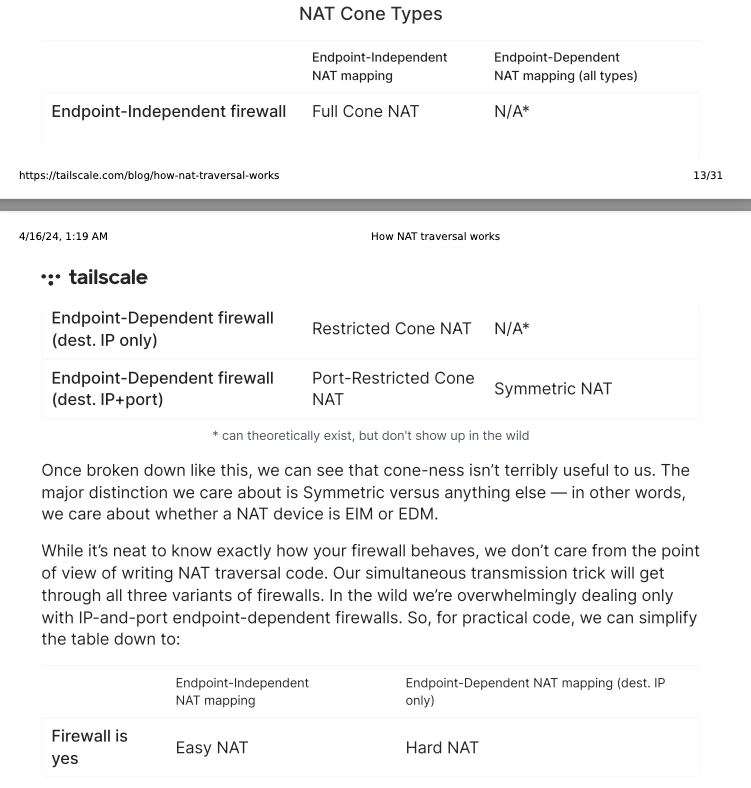 NAT Cone Types
Endpoint-Independent
NAT mapping
Endpoint-Dependent
NAT mapping (all types)
Endpoint-Independent firewall
Full Cone NAT
N/A*
https://tailscale.com/blog/how-nat-traversal-works
13/31
4/16/24, 1:19 AM
How NAT traversal works
tailscale
Endpoint-Dependent firewall
(dest. IP only)
Restricted Cone NAT
N/A*
Endpoint-Dependent firewall
(dest. IP+port)
Port-Restricted Cone
NAT
Symmetric NAT
* can theoretically exist, but don't show up in the wild
Once broken down like this, we can see that cone-ness isn’t terribly useful to us. The
major distinction we care about is Symmetric versus anything else — in other words,
we care about whether a NAT device is EIM or EDM.
While it’s neat to know exactly how your firewall behaves, we don’t care from the point
of view of writing NAT traversal code. Our simultaneous transmission trick will get
through all three variants of firewalls. In the wild we’re overwhelmingly dealing only
with IP-and-port endpoint-dependent firewalls. So, for practical code, we can simplify
the table down to:
Endpoint-Independent
NAT mapping
Endpoint-Dependent NAT mapping (dest. IP
only)
Firewall is
yes
Easy NAT
Hard NAT